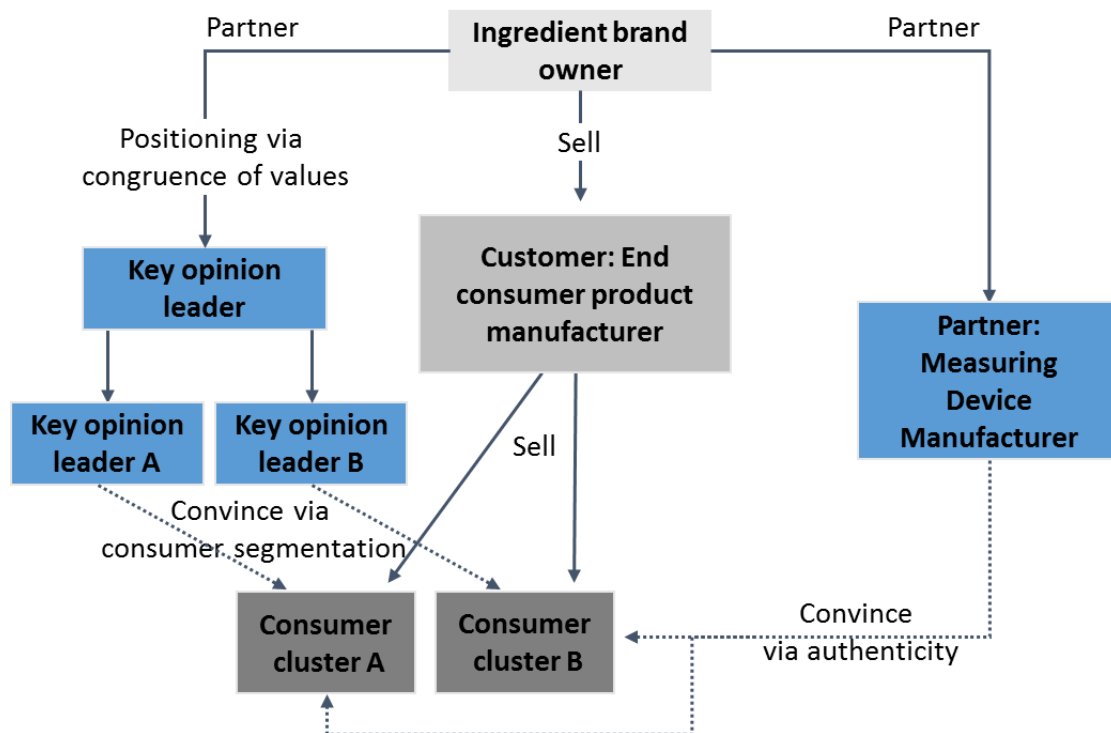 Partner
Ingredient brand
owner
Partner
Positioning via
congruence of values
Sell
Key opinion
leader
Customer: End
consumer product
manufacturer
Partner:
Measuring
Device
Manufacturer
Key opinion
leader A
Key opinion
leader B
Sell
Convince via
consumer segmentation
Consumer
cluster A
Consumer
cluster B
Convince
via authenticity